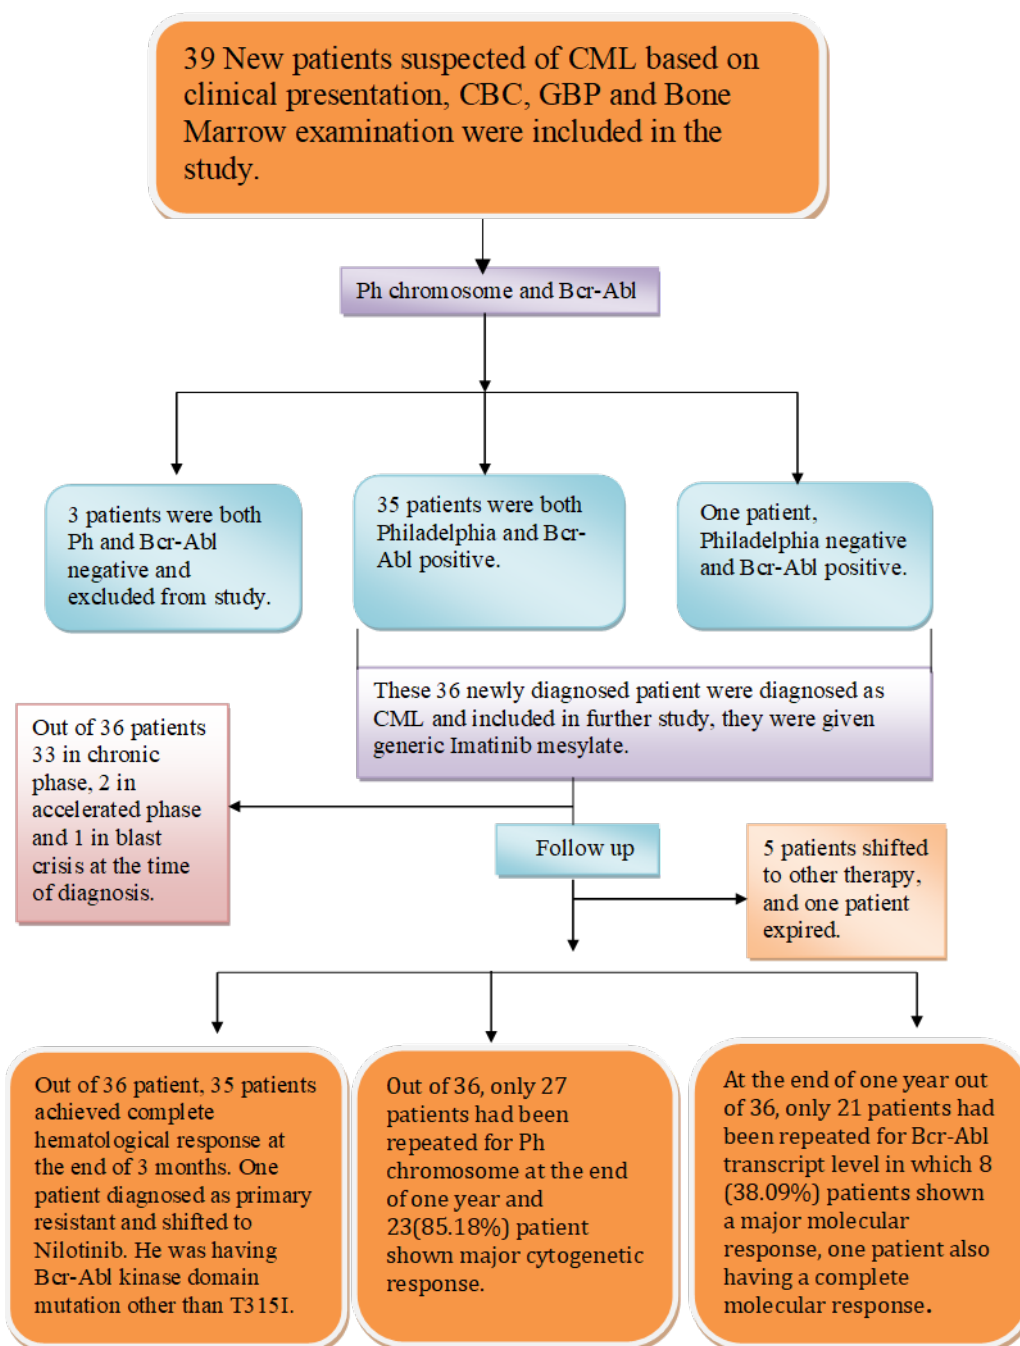 39 New patients suspected of CML based on
clinical presentation, CBC, GBP and Bone
Marrow examination were included in the
study.
Ph chromosome and Bcr-Abl
3 patients were both
Ph and Bcr-Abl
negative and
excluded from study.
35 patients were both
Philadelphia and Bcr-
Abl positive.
One patient,
Philadelphia negative
and Bcr-Abl positive.
These 36 newly diagnosed patient were diagnosed as
CML and included in further study, they were given
generic Imatinib mesylate.
Out of 36 patients
33 in chronic
phase, 2 in
accelerated phase
and 1 in blast
crisis at the time
of diagnosis.
Follow up
5 patients shifted
to other therapy,
and one patient
expired.
Out of 36 patient, 35 patients
achieved complete
hematological response at
the end of 3 months. One
patient diagnosed as primary
resistant and shifted to
Nilotinib. He was having
Bcr-Abl kinase domain
mutation other than T315I.
Out of 36, only 27
patients had been
repeated for Ph
chromosome at the end
of one year and
23(85.18%) patient
shown major cytogenetic
response.
At the end of one year out
of 36, only 21 patients had
been repeated for Bcr-Abl
transcript level in which 8
(38.09%) patients shown
a major molecular
response, one patient also
having a complete
molecular response.